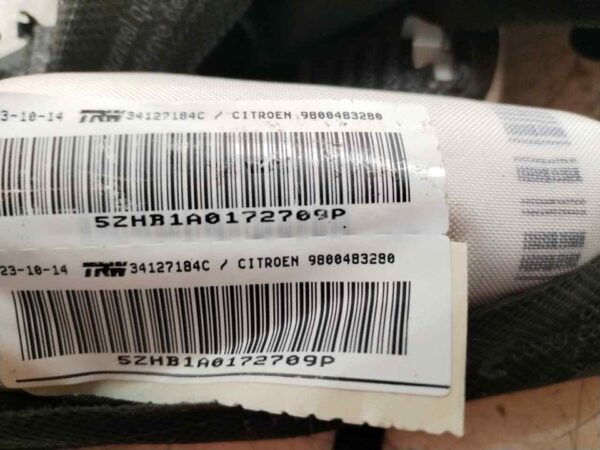 3-10-14 TRW 34127184C / CITROEN 9800483280
5ZHB1A0172709P
23-10-14 TRW 34127184C / CITROEN 9800483280
5ZHB1A0172709P